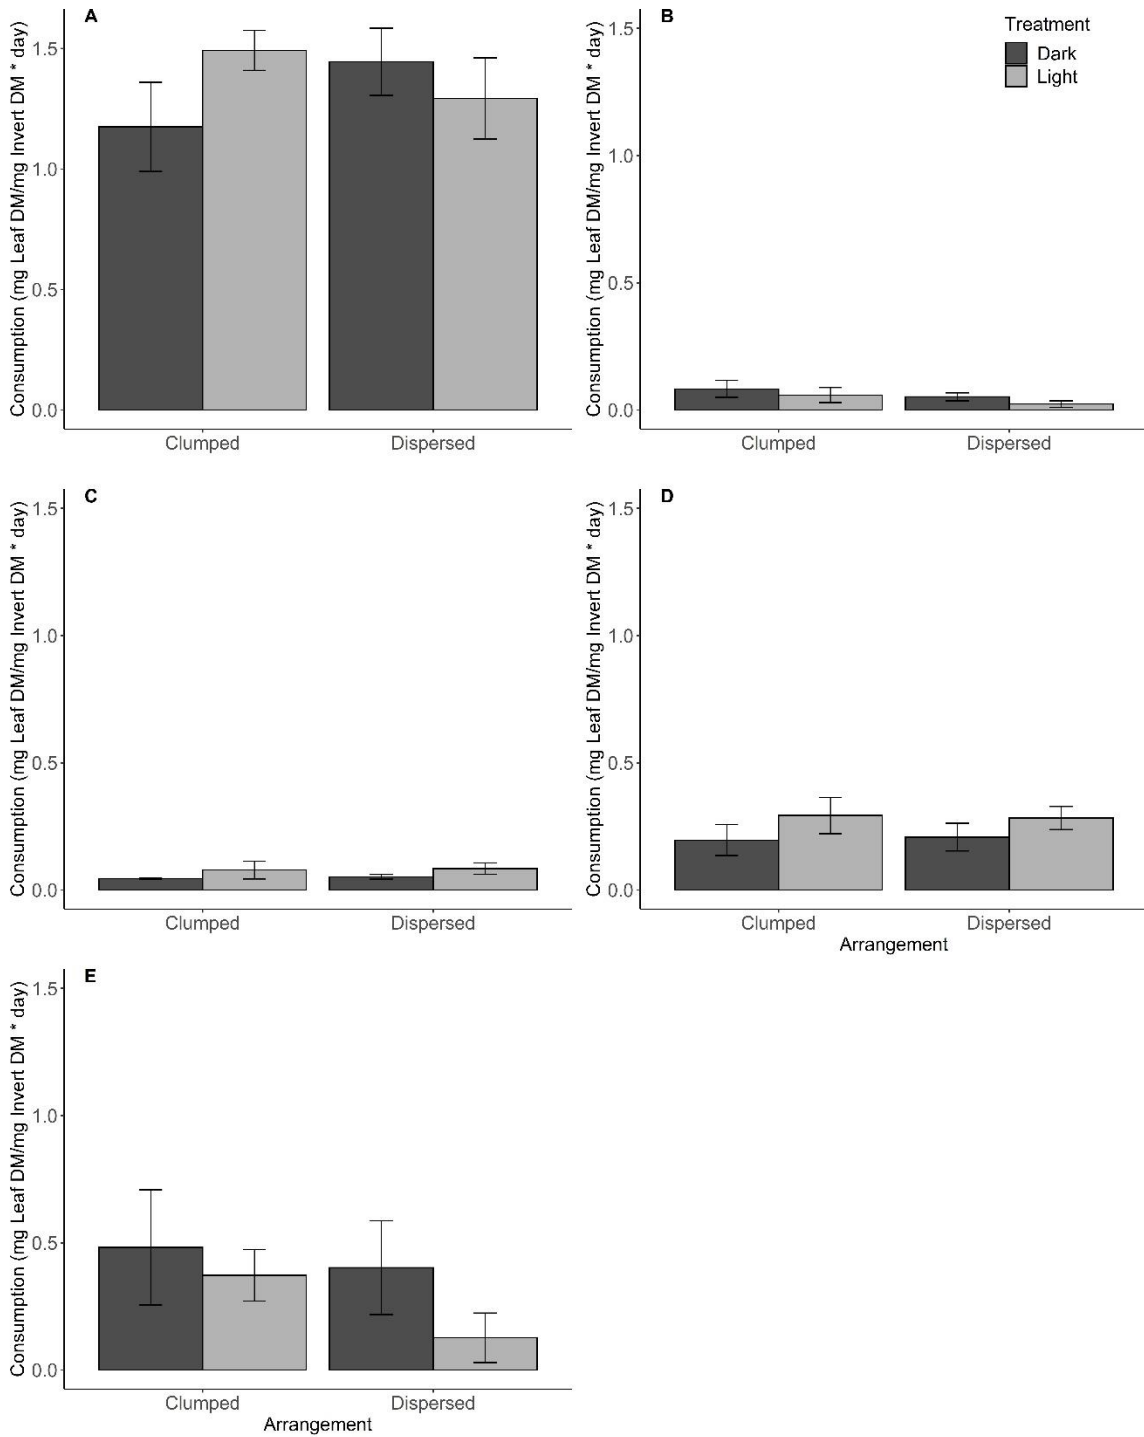 A
Consumption (mg Leaf DM/mg Invert DM * day)
1.5
1.0
0.5
0.0
Clumped
Dispersed
B
Consumption (mg Leaf DM/mg Invert DM * day)
1.5
1.0
0.5
0.0
Clumped
Dispersed
Treatment
Dark
Light
C
Consumption (mg Leaf DM/mg Invert DM * day)
1.5
1.0
0.5
0.0
Clumped
Dispersed
D
Consumption (mg Leaf DM/mg Invert DM * day)
1.5
1.0
0.5
0.0
Clumped
Dispersed
Arrangement
E
Consumption (mg Leaf DM/mg Invert DM * day)
1.5
1.0
0.5
0.0
Clumped
Dispersed
Arrangement